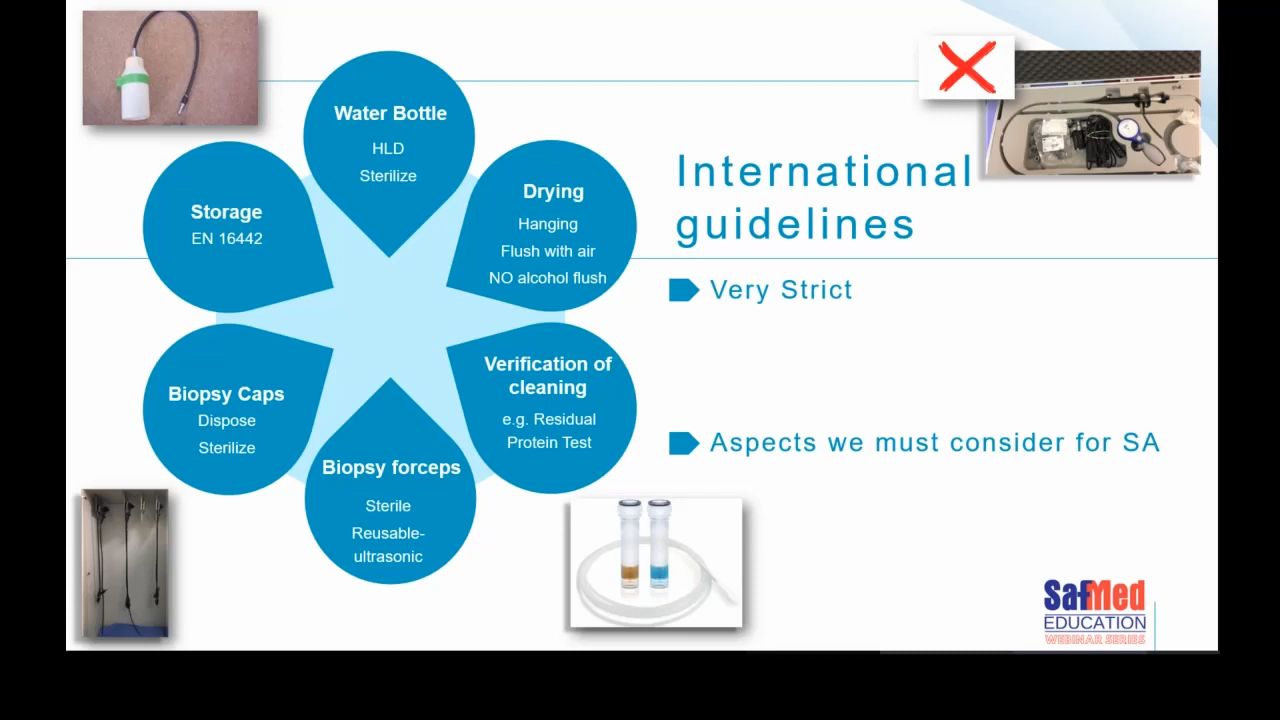 Water Bottle
HLD
Sterilize
Drying
Hanging
Flush with air
NO alcohol flush
Storage
EN 16442
Verification of
cleaning
e.g. Residual
Protein Test
Biopsy Caps
Dispose
Sterilize
Biopsy forceps
Sterile
Reusable-
ultrasonic
International
guidelines
Very Strict
Aspects we must consider for SA
SafMed
EDUCATION
WEBINAR SERIES